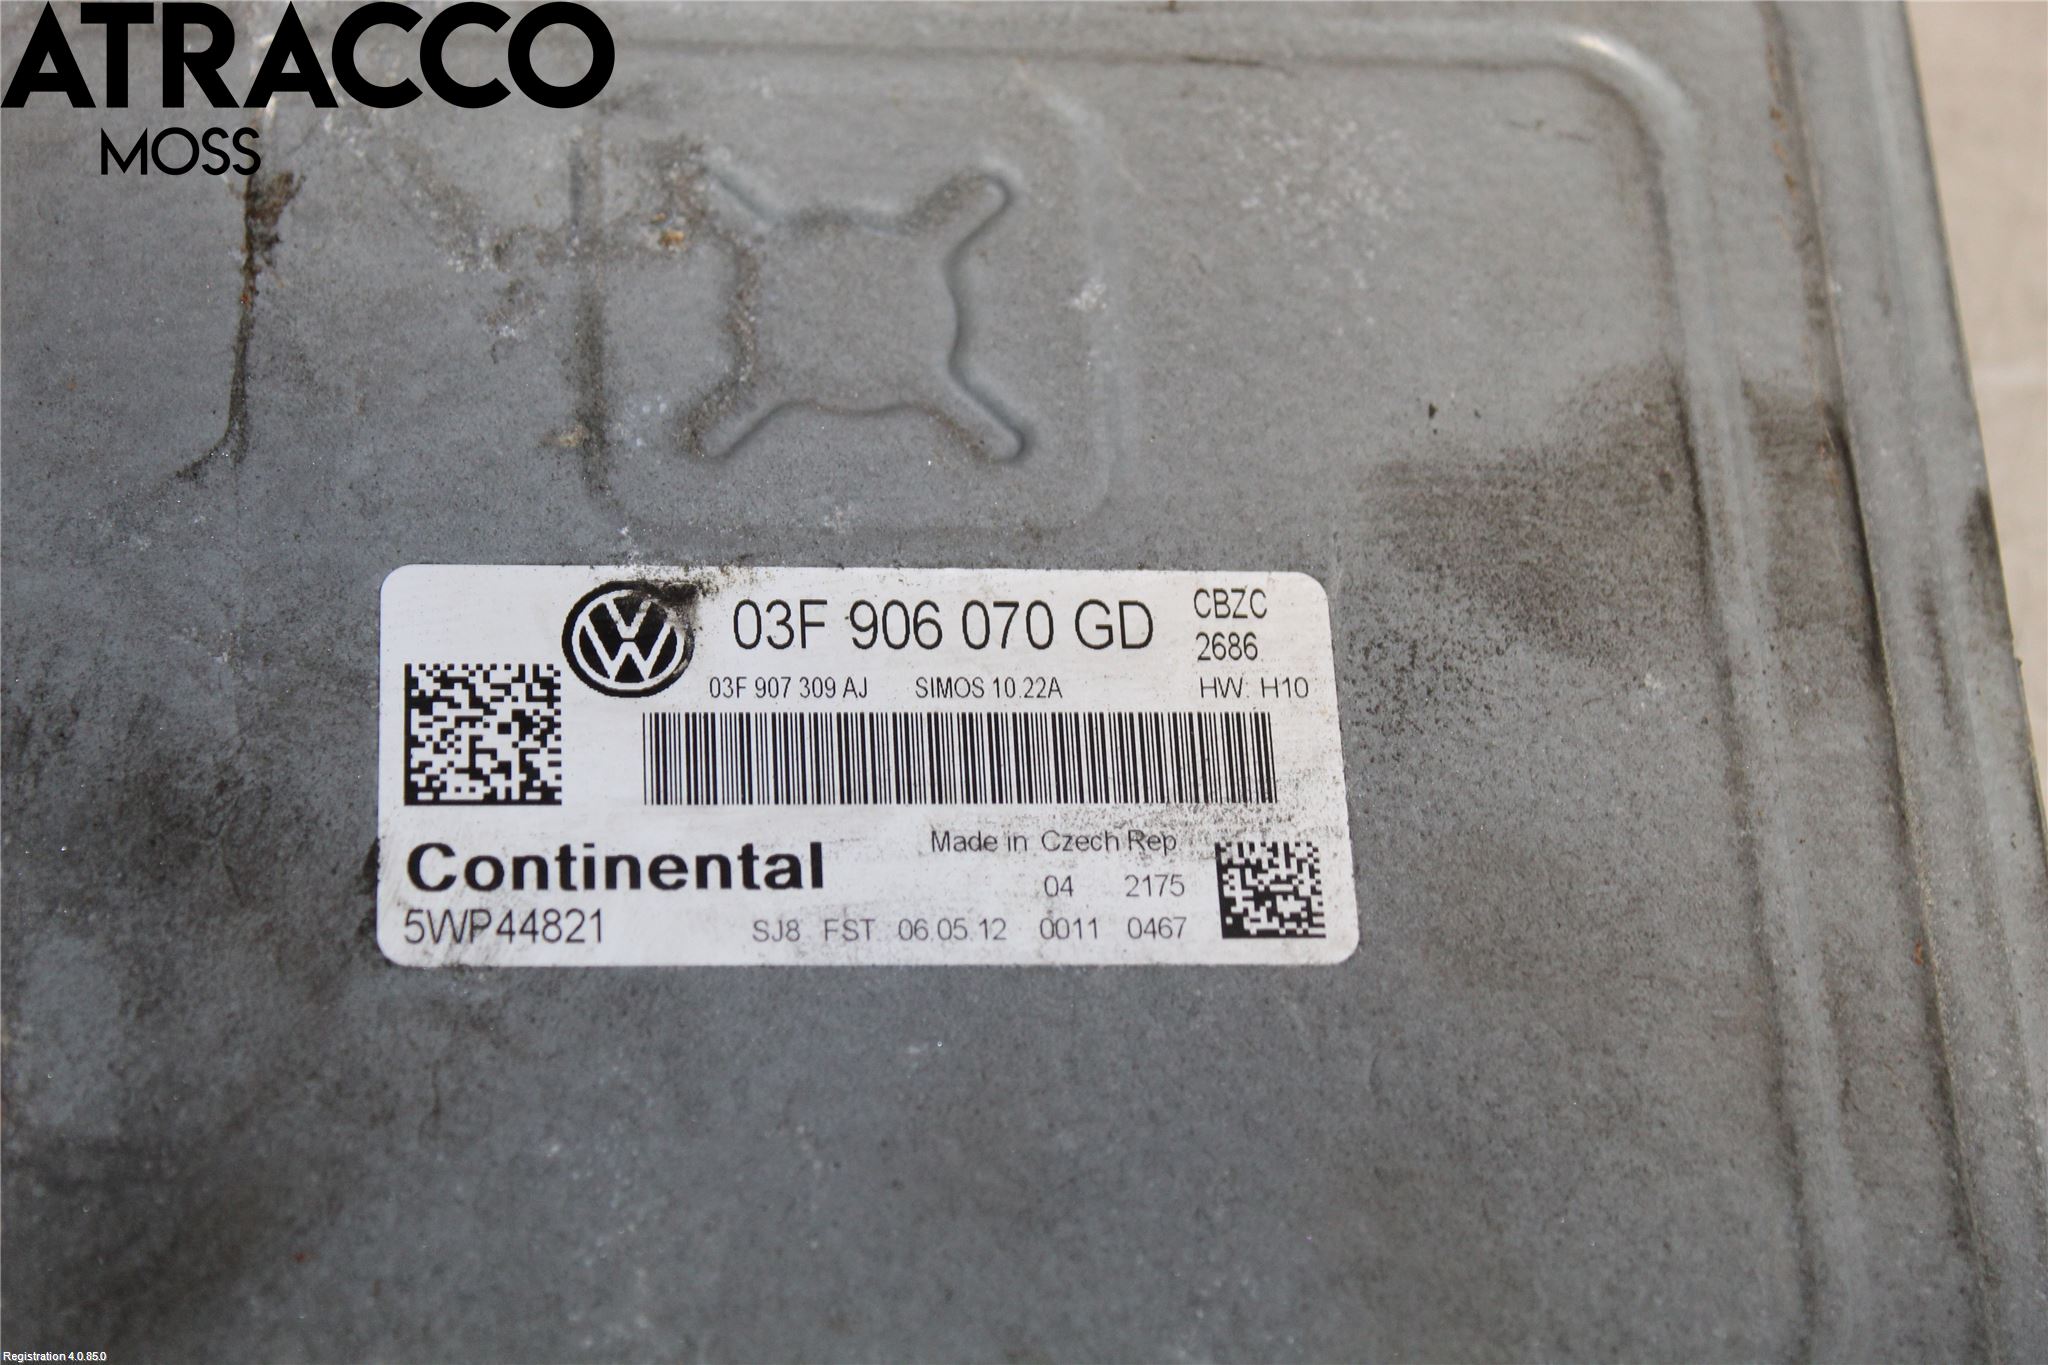 ATRACCO
MOSS
03F 906 070 GD
CBZC
2686
03F 907 309 AJ SIMOS 10.22A HW: H10
Made in Czech Rep
Continental
04 2175
5WP44821
SJ8 FST 06.05.12 0011 0467
Registration 4.0.85.0